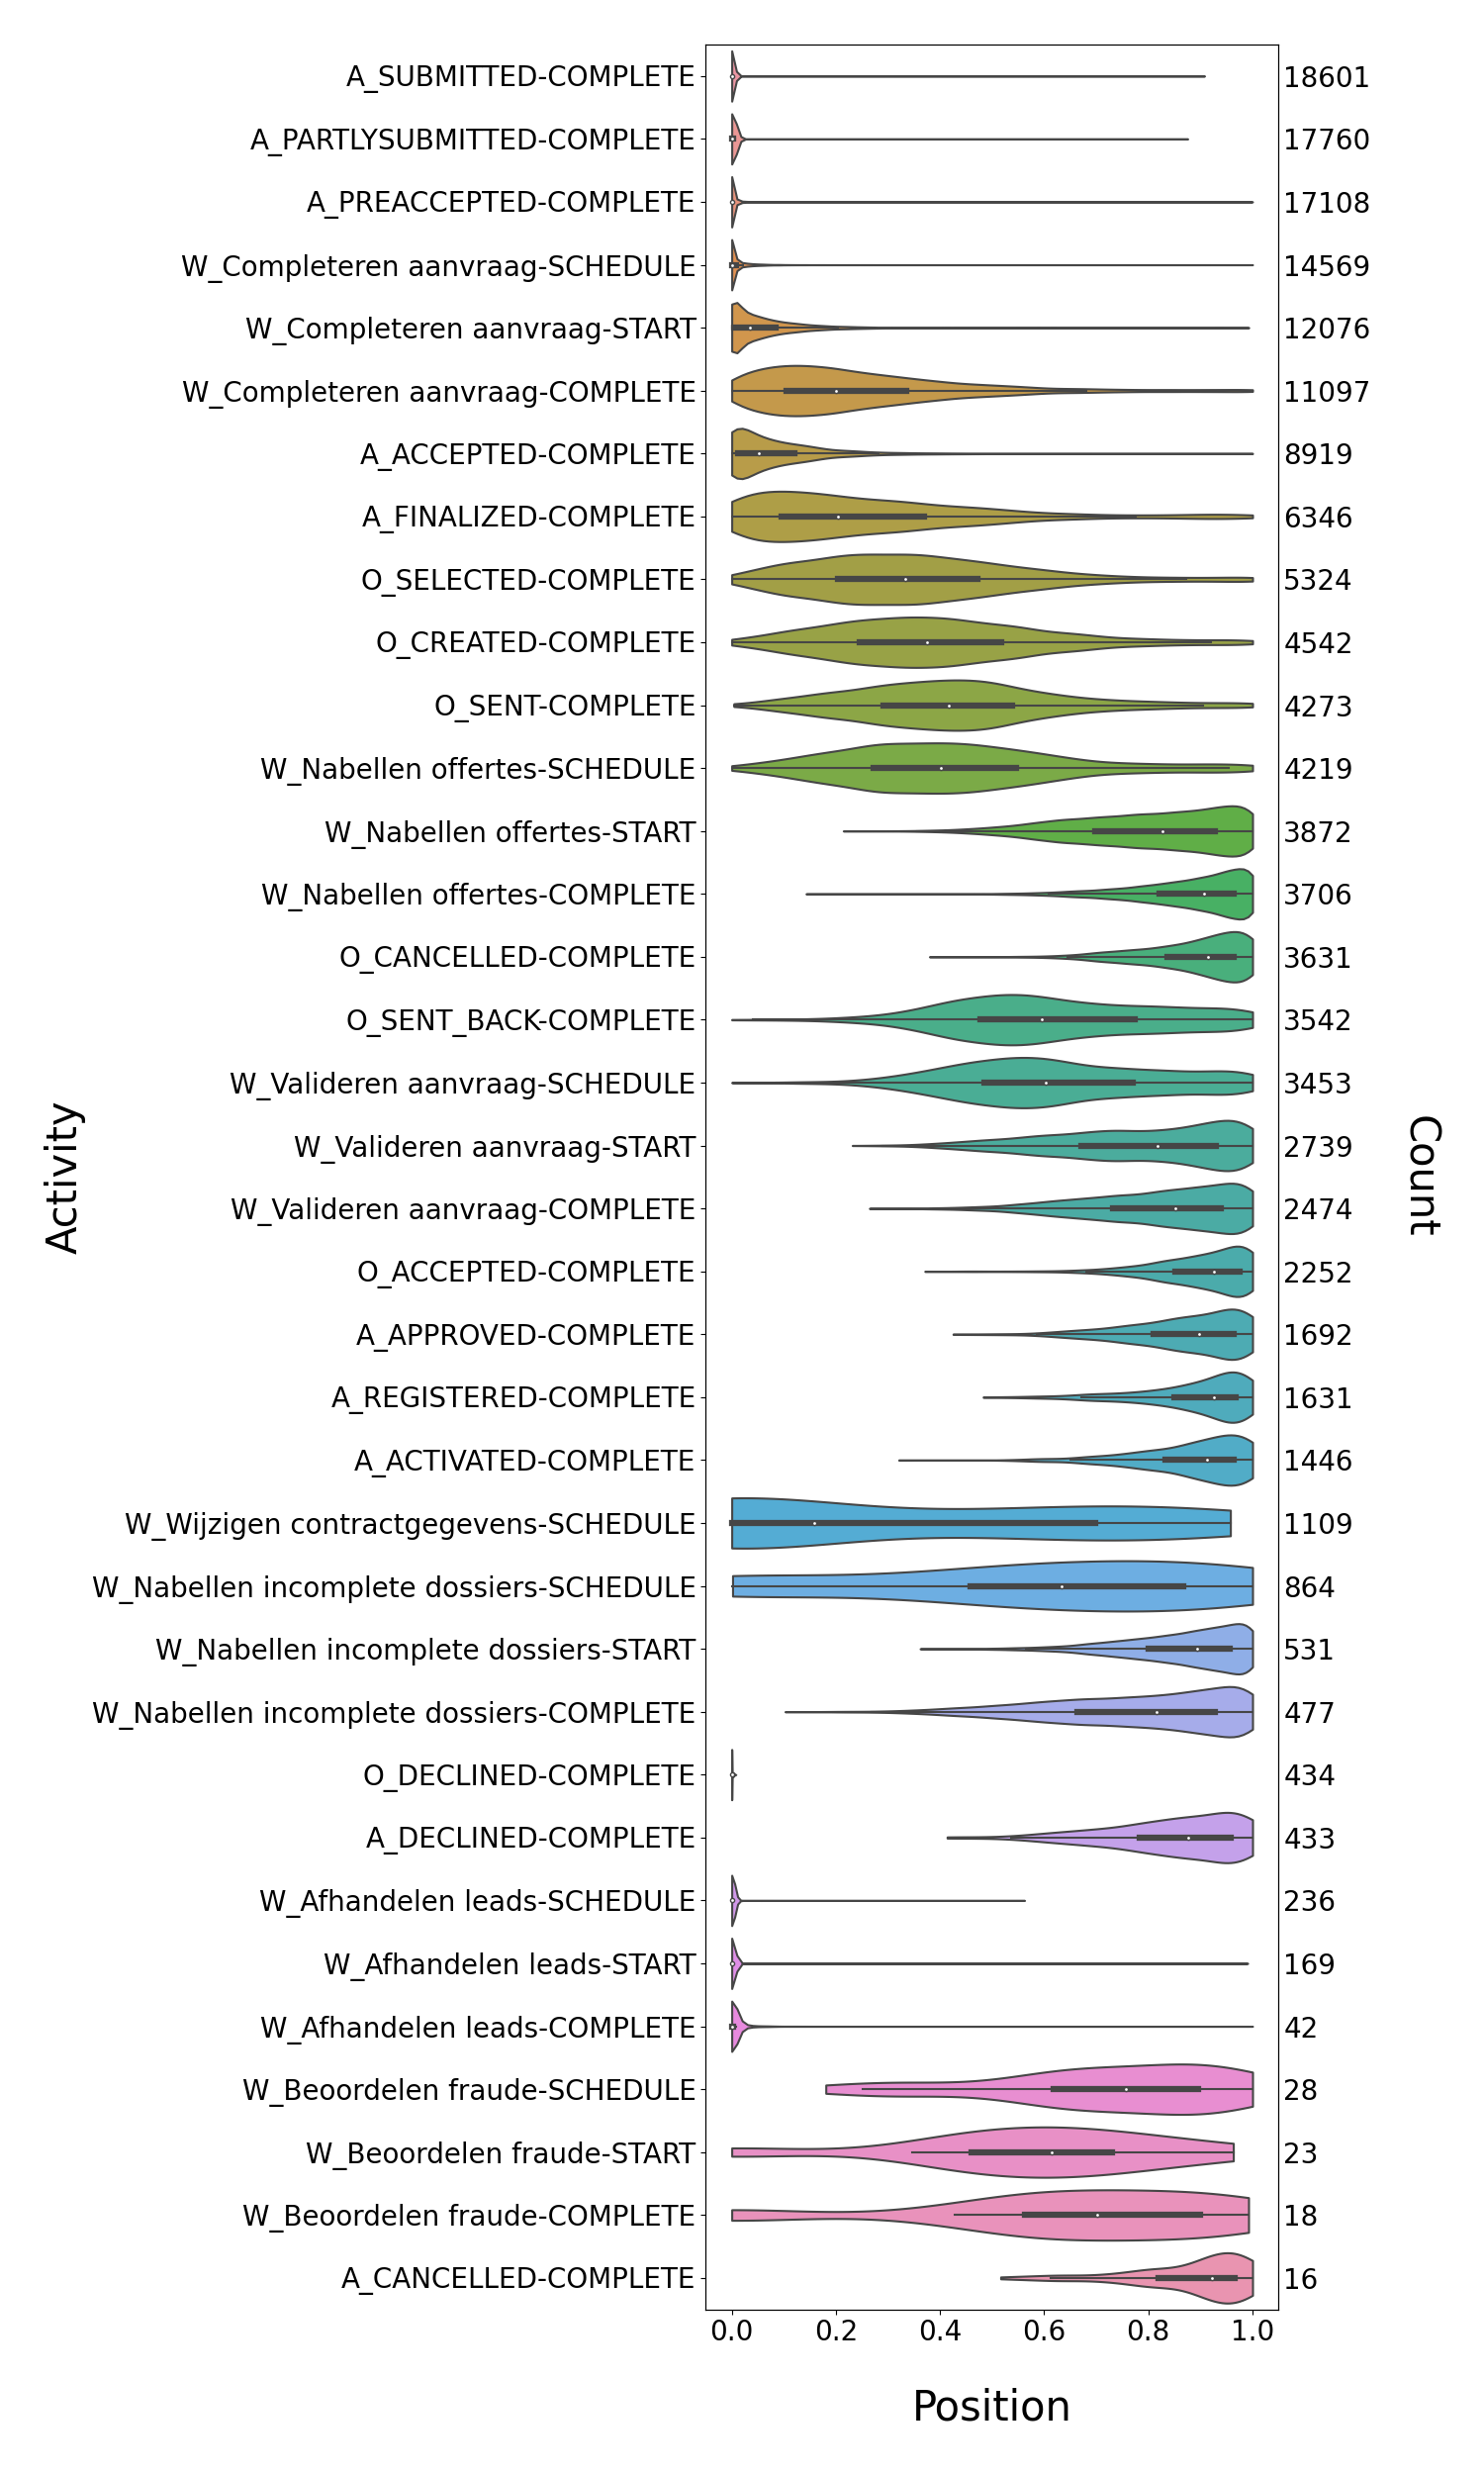 A_SUBMITTED-COMPLETE 18601
A_PARTLYSUBMITTED-COMPLETE 17760
A_PREACCEPTED-COMPLETE 17108
W_Completeren aanvraag-SCHEDULE 14569
W_Completeren aanvraag-START 12076
W_Completeren aanvraag-COMPLETE 11097
A_ACCEPTED-COMPLETE 8919
A_FINALIZED-COMPLETE 6346
O_SELECTED-COMPLETE 5324
O_CREATED-COMPLETE 4542
O_SENT-COMPLETE 4273
W_Nabellen offertes-SCHEDULE 4219
W_Nabellen offertes-START 3872
W_Nabellen offertes-COMPLETE 3706
O_CANCELLED-COMPLETE 3631
O_SENT_BACK-COMPLETE 3542
W_Valideren aanvraag-SCHEDULE 3453
W_Valideren aanvraag-START 2739
W_Valideren aanvraag-COMPLETE 2474
O_ACCEPTED-COMPLETE 2252
A_APPROVED-COMPLETE 1692
A_REGISTERED-COMPLETE 1631
A_ACTIVATED-COMPLETE 1446
W_Wijzigen contractgegevens-SCHEDULE 1109
W_Nabellen incomplete dossiers-SCHEDULE 864
W_Nabellen incomplete dossiers-START 531
W_Nabellen incomplete dossiers-COMPLETE 477
O_DECLINED-COMPLETE 434
A_DECLINED-COMPLETE 433
W_Afhandelen leads-SCHEDULE 236
W_Afhandelen leads-START 169
W_Afhandelen leads-COMPLETE 42
W_Beoordelen fraude-SCHEDULE 28
W_Beoordelen fraude-START 23
W_Beoordelen fraude-COMPLETE 18
A_CANCELLED-COMPLETE 16
0.0 0.2 0.4 0.6 0.8 1.0
Position
Activity
Count